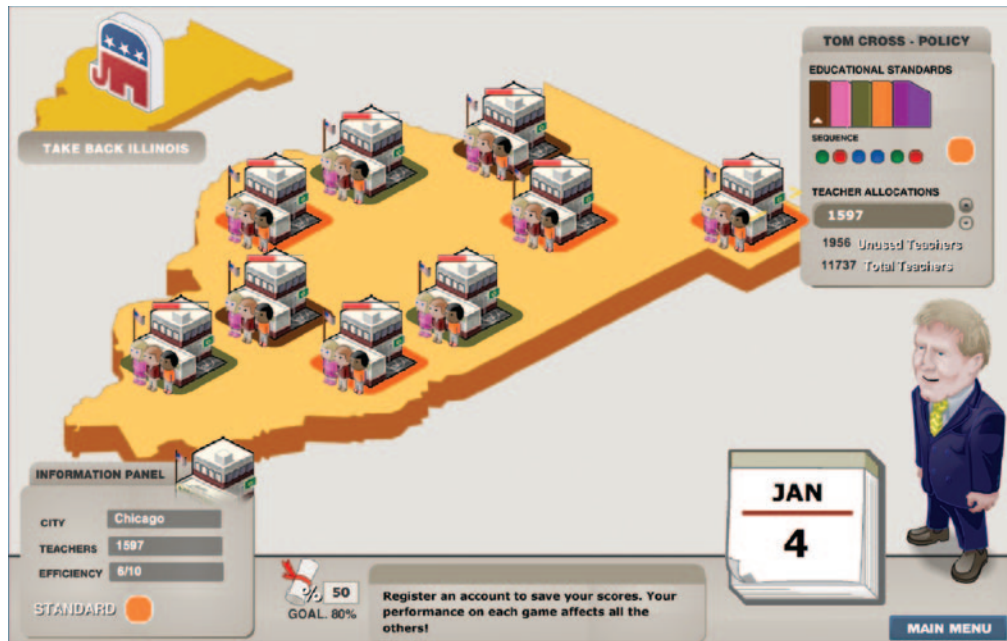 TAKE BACK ILLINOIS
TOM CROSS - POLICY
EDUCATIONAL STANDARDS
SEQUENCE
TEACHER ALLOCATIONS
1597
1956 Unused Teachers
11737 Total Teachers
INFORMATION PANEL
CITY Chicago
TEACHERS 1597
EFFICIENCY 6/10
STANDARD
% 50
GOAL. 80%
Register an account to save your scores. Your
performance on each game affects all the
others!
JAN
4
MAIN MENU